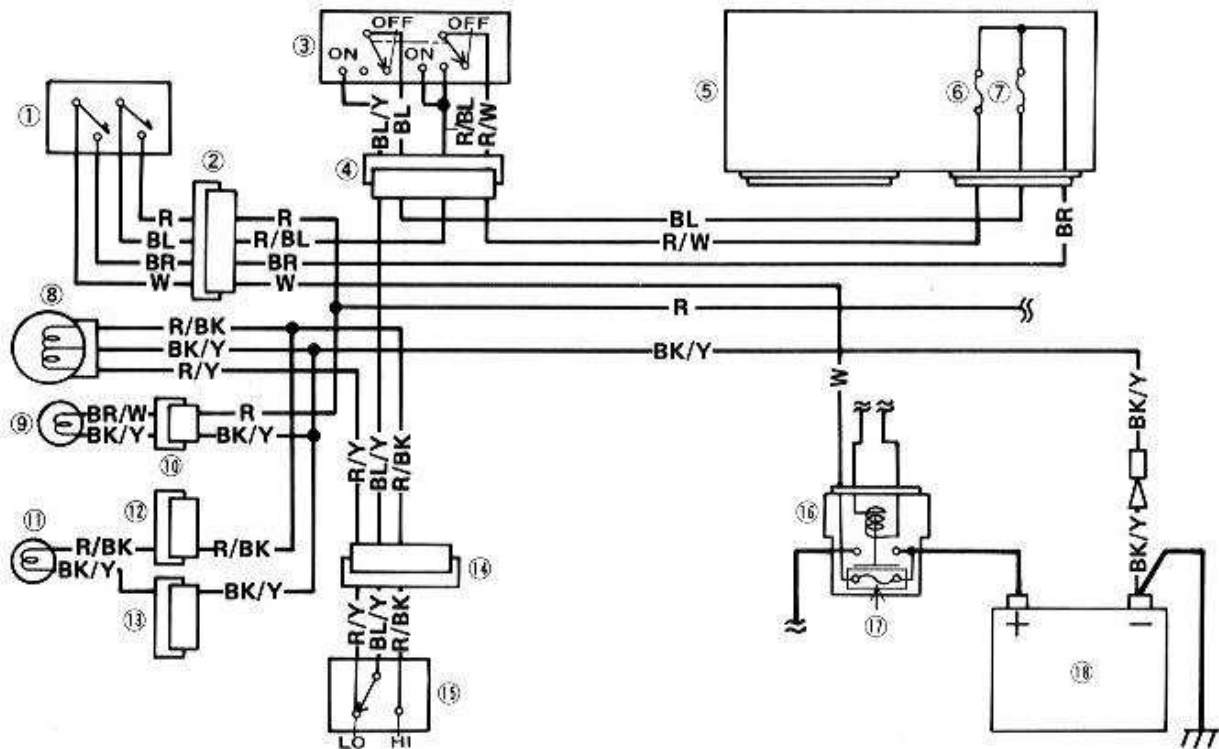 ③ OFF OFF
ON ON
① ⑤ ⑥ ⑦
BL/Y BL R/BL R/W
② ④
R R BL
BL R/BL R/W BR
BR BR
W W
⑧ R
R/BK
BK/Y BK/Y
R/Y W BK/Y
⑨ BR/W R
BK/Y BK/Y
⑩ R/Y BL/Y R/BK
⑪ ⑫ ⑯
R/BK R/BK BK/Y
BK/Y ⑭
BK/Y
⑬ R/Y BL/Y R/BK ⑰
+ −
⑮ ⑱
LO HI